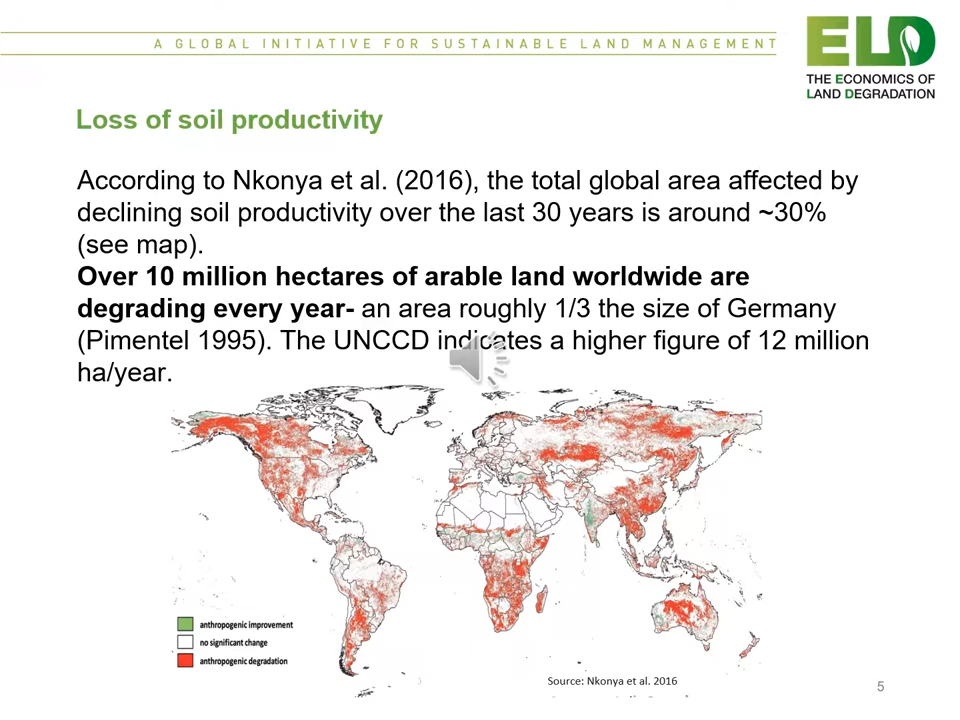 A GLOBAL INITIATIVE FOR SUSTAINABLE LAND MANAGEMENT
ELD
THE ECONOMICS OF
LAND DEGRADATION
Loss of soil productivity
According to Nkonya et al. (2016), the total global area affected by
declining soil productivity over the last 30 years is around ~30%
(see map).
Over 10 million hectares of arable land worldwide are
degrading every year- an area roughly 1/3 the size of Germany
(Pimentel 1995). The UNCCD indicates a higher figure of 12 million
ha/year.
anthropogenic improvement
no significant change
anthropogenic degradation
Source: Nkonya et al. 2016
5